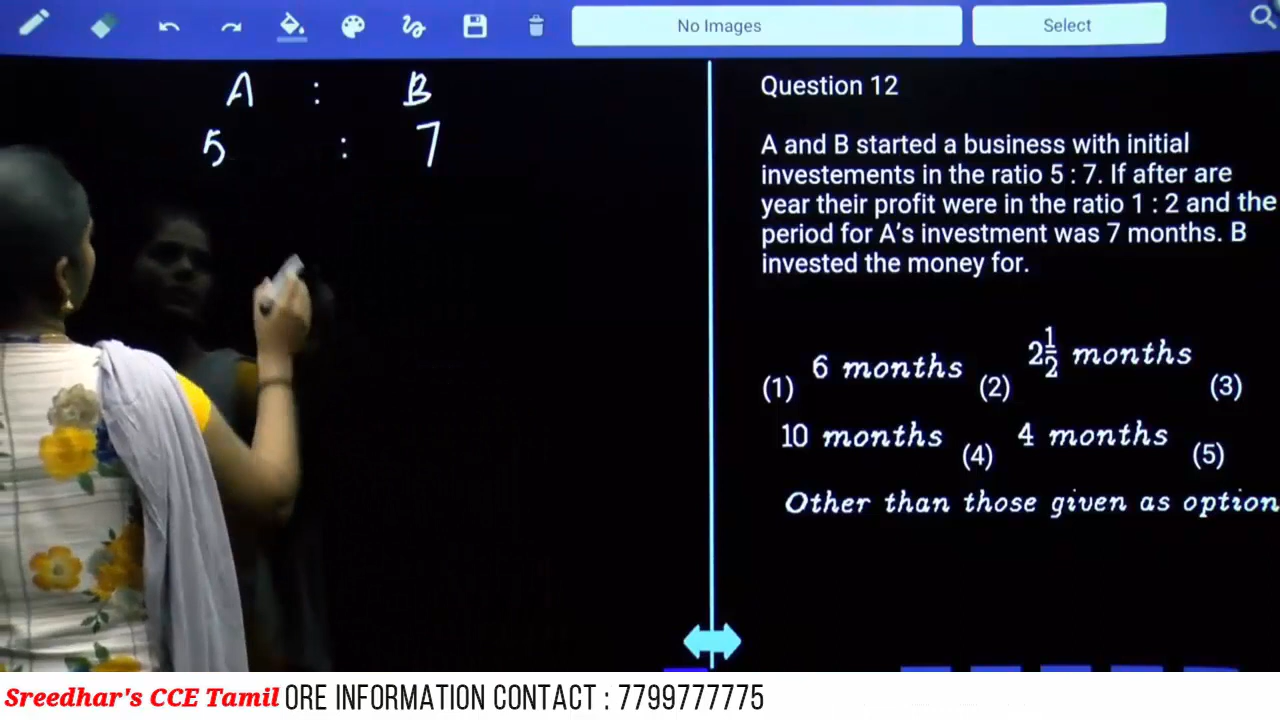 No Images
Select
A : B
5 : 7
Question 12
A and B started a business with initial
investements in the ratio 5 : 7. If after are
year their profit were in the ratio 1 : 2 and the
period for A's investment was 7 months. B
invested the money for.
(1) 6 months (2) 2 1/2 months (3)
10 months (4) 4 months (5)
Other than those given as option
Sreedhar's CCE Tamil ORE INFORMATION CONTACT : 7799777775